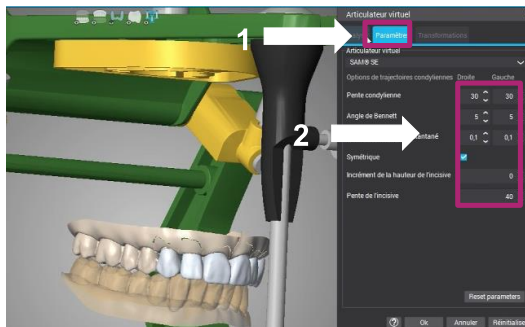 Articulateur virtuel
1
Paramètre Transformations
Articulateur virtuel
SAM® SE
Options de trajectoires condyliennes Droite Gauche
Pente condylienne 30 30
Angle de Bennett 5 5
2 0,1 0,1
Symétrique
Incrément de la hauteur de l'incisive 0
Pente de l'incisive 40
Reset parameters
? Ok Annuler Réinitialise